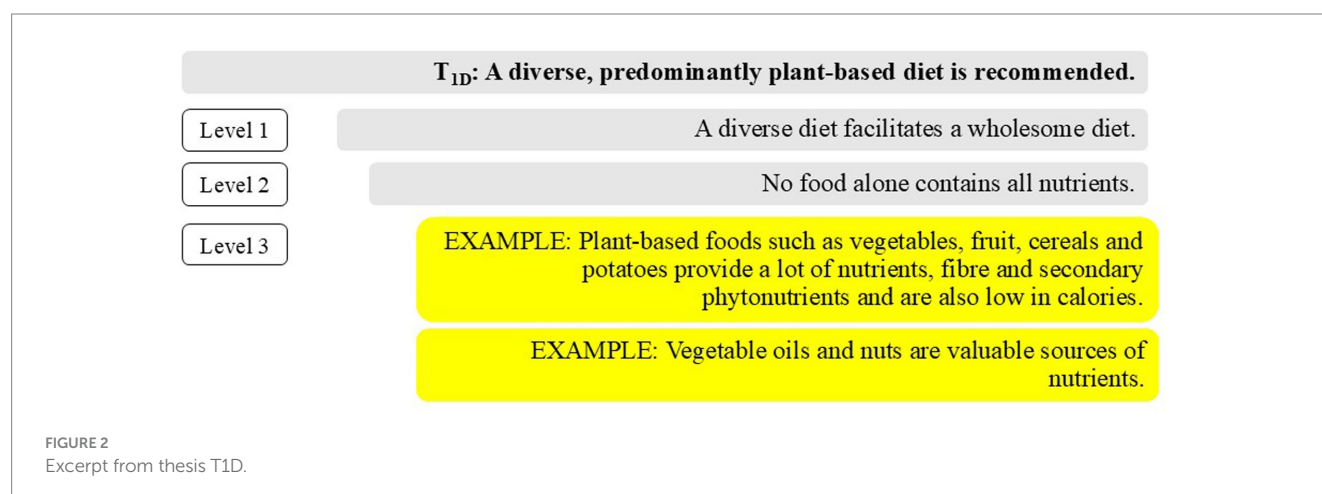 T1D: A diverse, predominantly plant-based diet is recommended.
Level 1
A diverse diet facilitates a wholesome diet.
Level 2
No food alone contains all nutrients.
Level 3
EXAMPLE: Plant-based foods such as vegetables, fruit, cereals and
potatoes provide a lot of nutrients, fibre and secondary
phytonutrients and are also low in calories.
EXAMPLE: Vegetable oils and nuts are valuable sources of
nutrients.
FIGURE 2
Excerpt from thesis T1D.